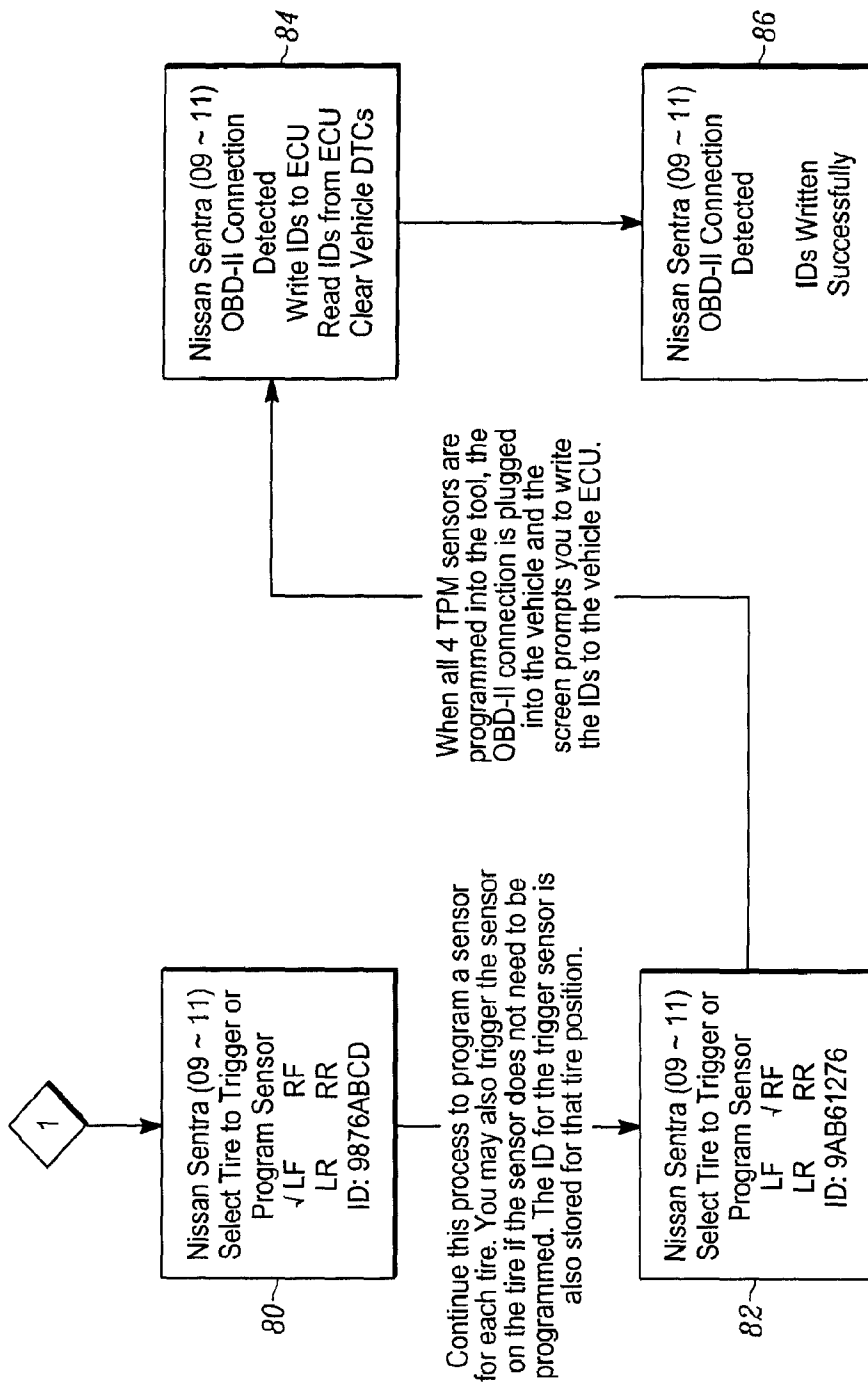 1
Nissan Sentra (09 ~ 11)
Select Tire to Trigger or
Program Sensor
√ LF RF
LR RR
ID: 9876ABCD
80
Continue this process to program a sensor
for each tire. You may also trigger the sensor
on the tire if the sensor does not need to be
programmed. The ID for the trigger sensor is
also stored for that tire position.
Nissan Sentra (09 ~ 11)
Select Tire to Trigger or
Program Sensor
LF √ RF
LR RR
ID: 9AB61276
82
When all 4 TPM sensors are
programmed into the tool, the
OBD-II connection is plugged
into the vehicle and the
screen prompts you to write
the IDs to the vehicle ECU.
Nissan Sentra (09 ~ 11)
OBD-II Connection
Detected
Write IDs to ECU
Read IDs from ECU
Clear Vehicle DTCs
84
Nissan Sentra (09 ~ 11)
OBD-II Connection
Detected
IDs Written
Successfully
86